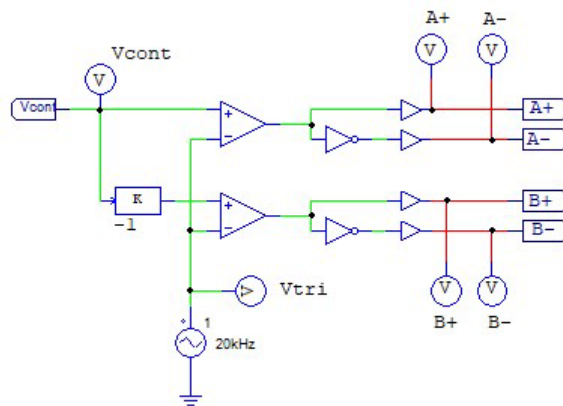 A+
A-
V
V
Vcont
V
Vcont
+
-
A+
A-
K
-1
+
-
B+
B-
V
Vtri
V
V
B+
B-
1
20kHz